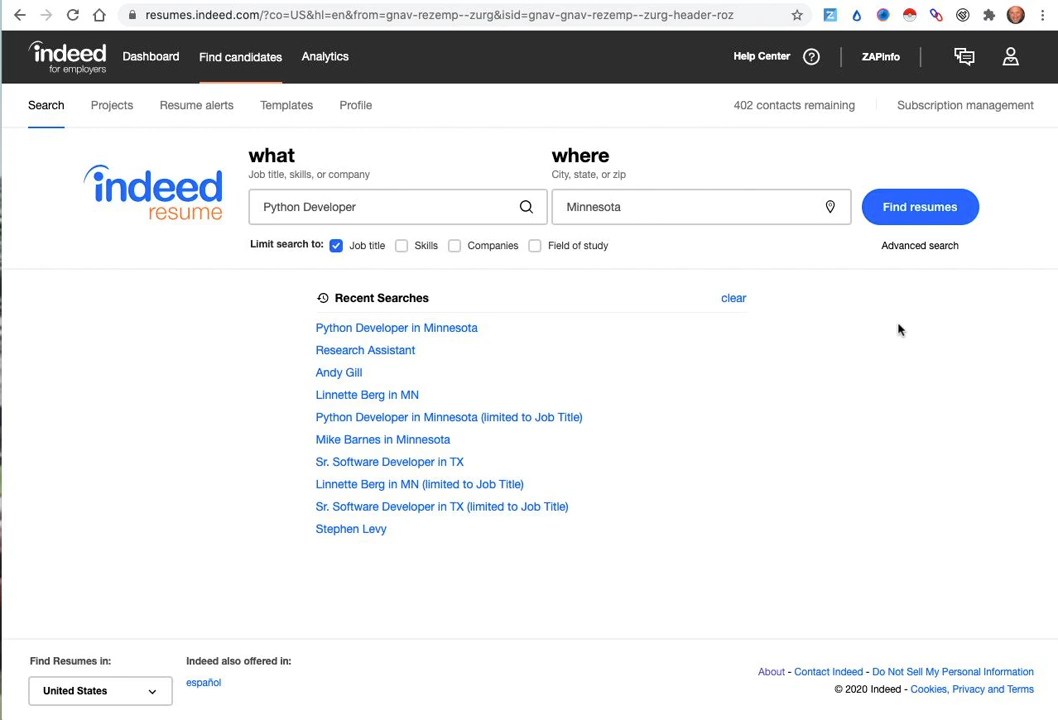 resumes.indeed.com/?co=US&hl=en&from=gnav-rezemp--zurg&isid=gnav-gnav-rezemp--zurg-header-roz
indeed
for employers
Dashboard
Find candidates
Analytics
Help Center
ZAPinfo
Search
Projects
Resume alerts
Templates
Profile
402 contacts remaining
Subscription management
indeed
resume
what
Job title, skills, or company
Python Developer
where
City, state, or zip
Minnesota
Find resumes
Limit search to:
Job title
Skills
Companies
Field of study
Advanced search
Recent Searches
clear
Python Developer in Minnesota
Research Assistant
Andy Gill
Linnette Berg in MN
Python Developer in Minnesota (limited to Job Title)
Mike Barnes in Minnesota
Sr. Software Developer in TX
Linnette Berg in MN (limited to Job Title)
Sr. Software Developer in TX (limited to Job Title)
Stephen Levy
Find Resumes in:
United States
Indeed also offered in:
español
About - Contact Indeed - Do Not Sell My Personal Information
© 2020 Indeed - Cookies, Privacy and Terms